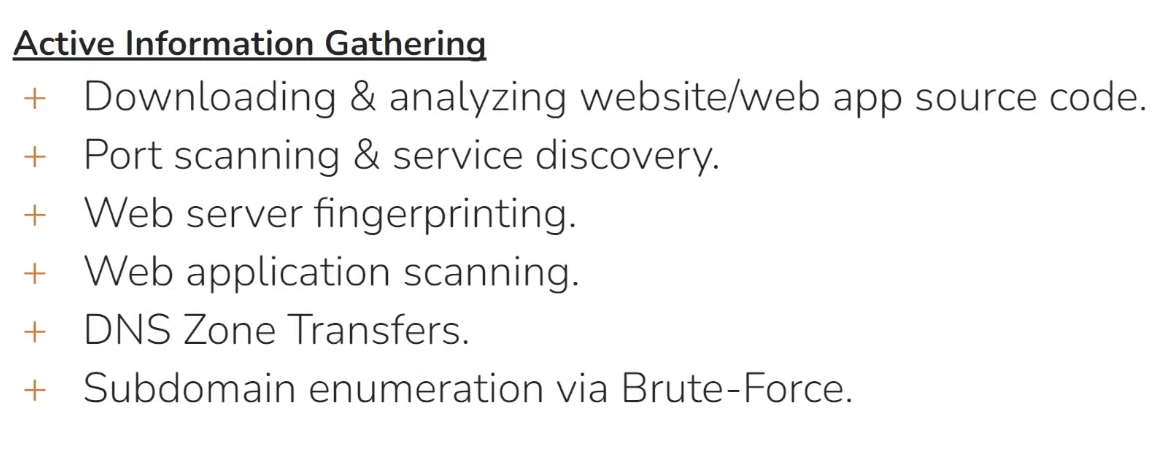 Active Information Gathering
+ Downloading & analyzing website/web app source code.
+ Port scanning & service discovery.
+ Web server fingerprinting.
+ Web application scanning.
+ DNS Zone Transfers.
+ Subdomain enumeration via Brute-Force.